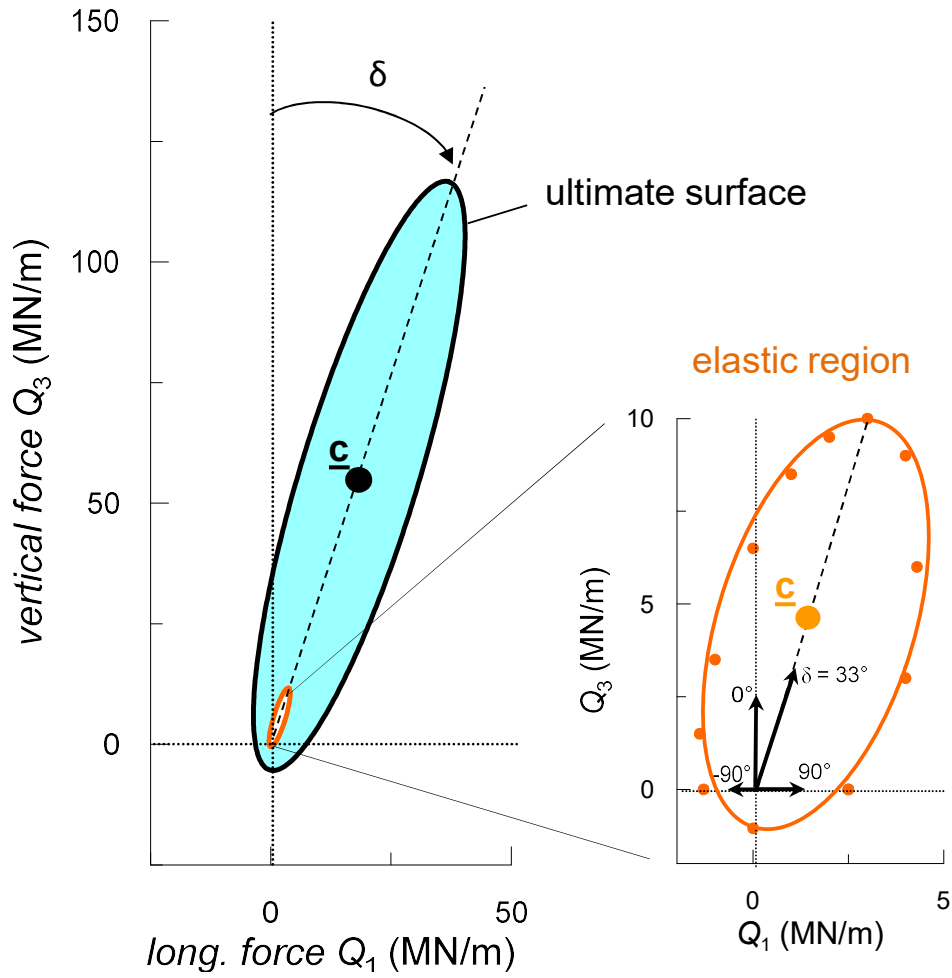 150
δ
ultimate surface
100
vertical force Q3 (MN/m)
elastic region
c
50
0
0
50
long. force Q1 (MN/m)
10
c
5
Q3 (MN/m)
δ = 33°
0°
-90°
90°
0
0
5
Q1 (MN/m)